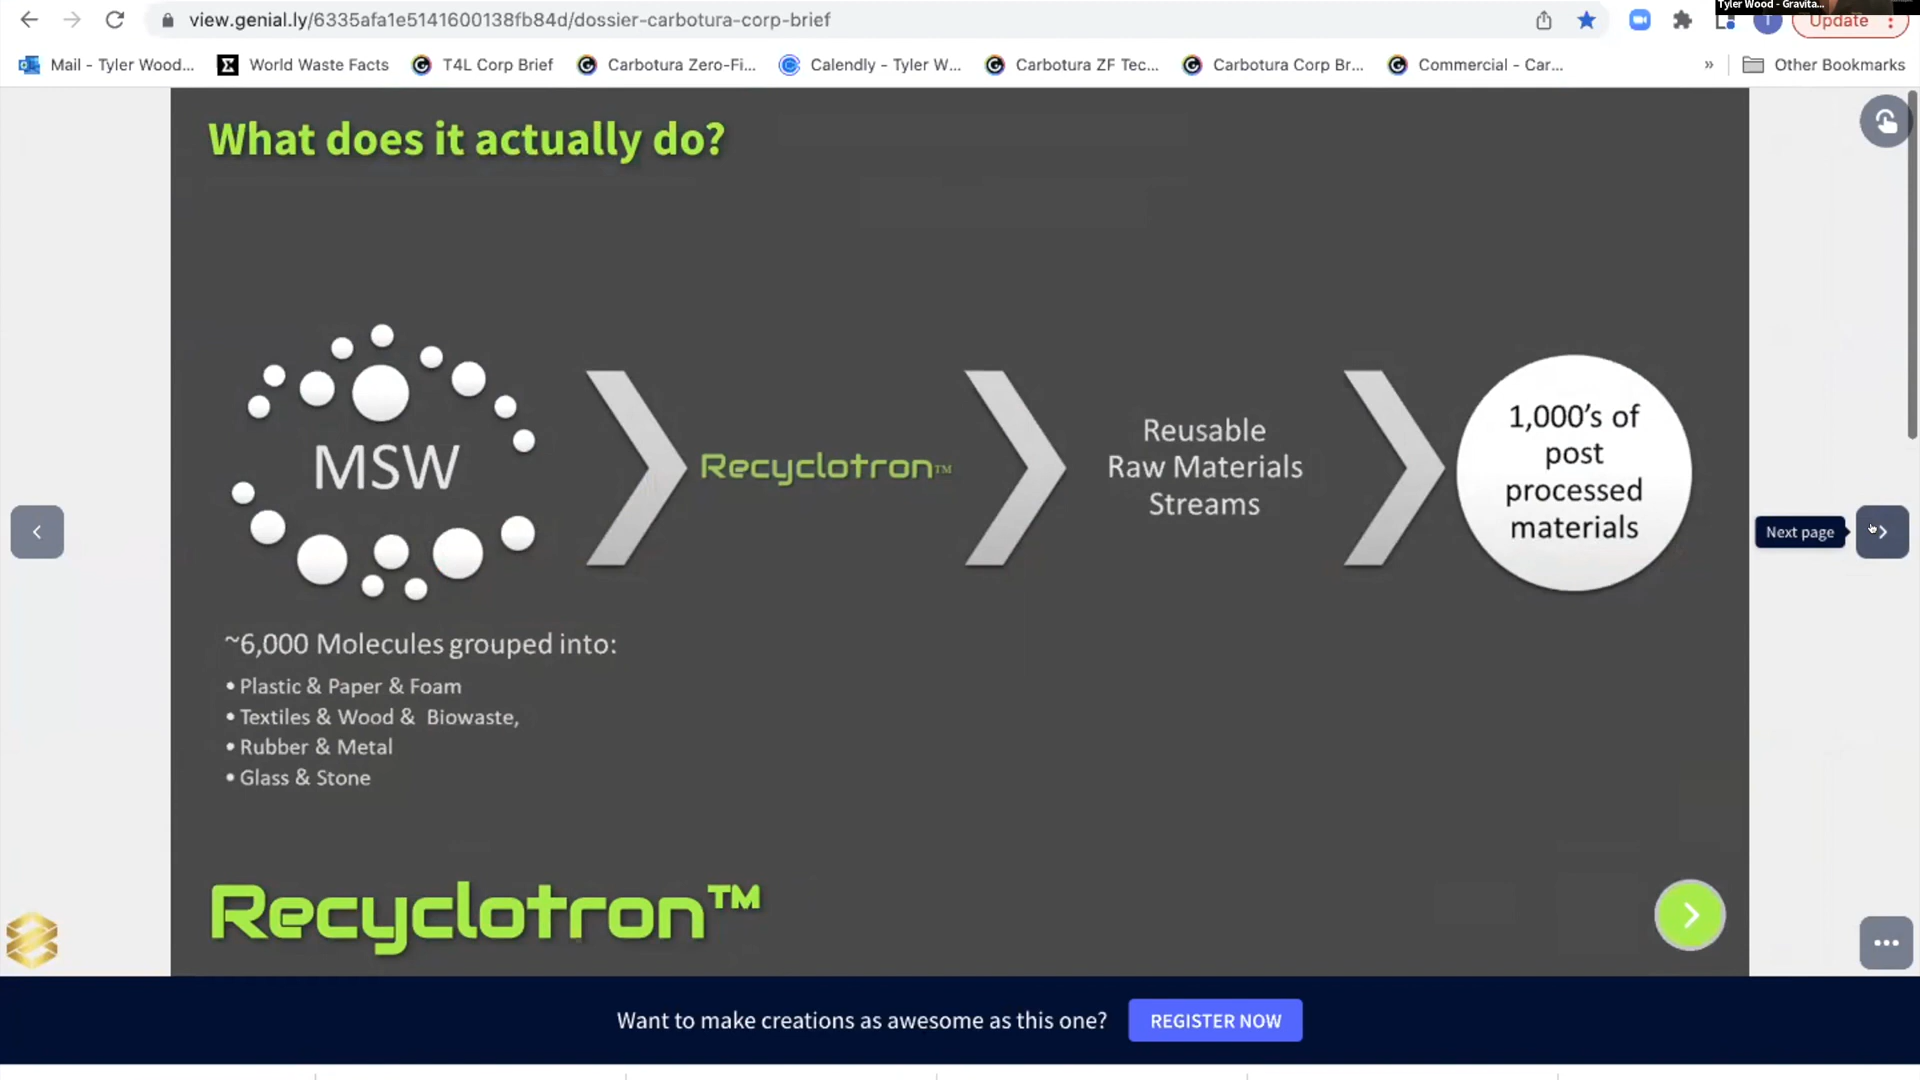 Tyler Wood - Gravita...
view.genial.ly/6335afa1e5141600138fb84d/dossier-carbotura-corp-brief
T
Update
Mail - Tyler Wood...
World Waste Facts
T4L Corp Brief
Carbotura Zero-Fi...
Calendly - Tyler W...
Carbotura ZF Tec...
Carbotura Corp Br...
Commercial - Car...
»
Other Bookmarks
What does it actually do?
MSW
Recyclotron™
Reusable
Raw Materials
Streams
1,000’s of
post
processed
materials
Next page
~6,000 Molecules grouped into:
• Plastic & Paper & Foam
• Textiles & Wood & Biowaste,
• Rubber & Metal
• Glass & Stone
Recyclotron™
Want to make creations as awesome as this one?
REGISTER NOW